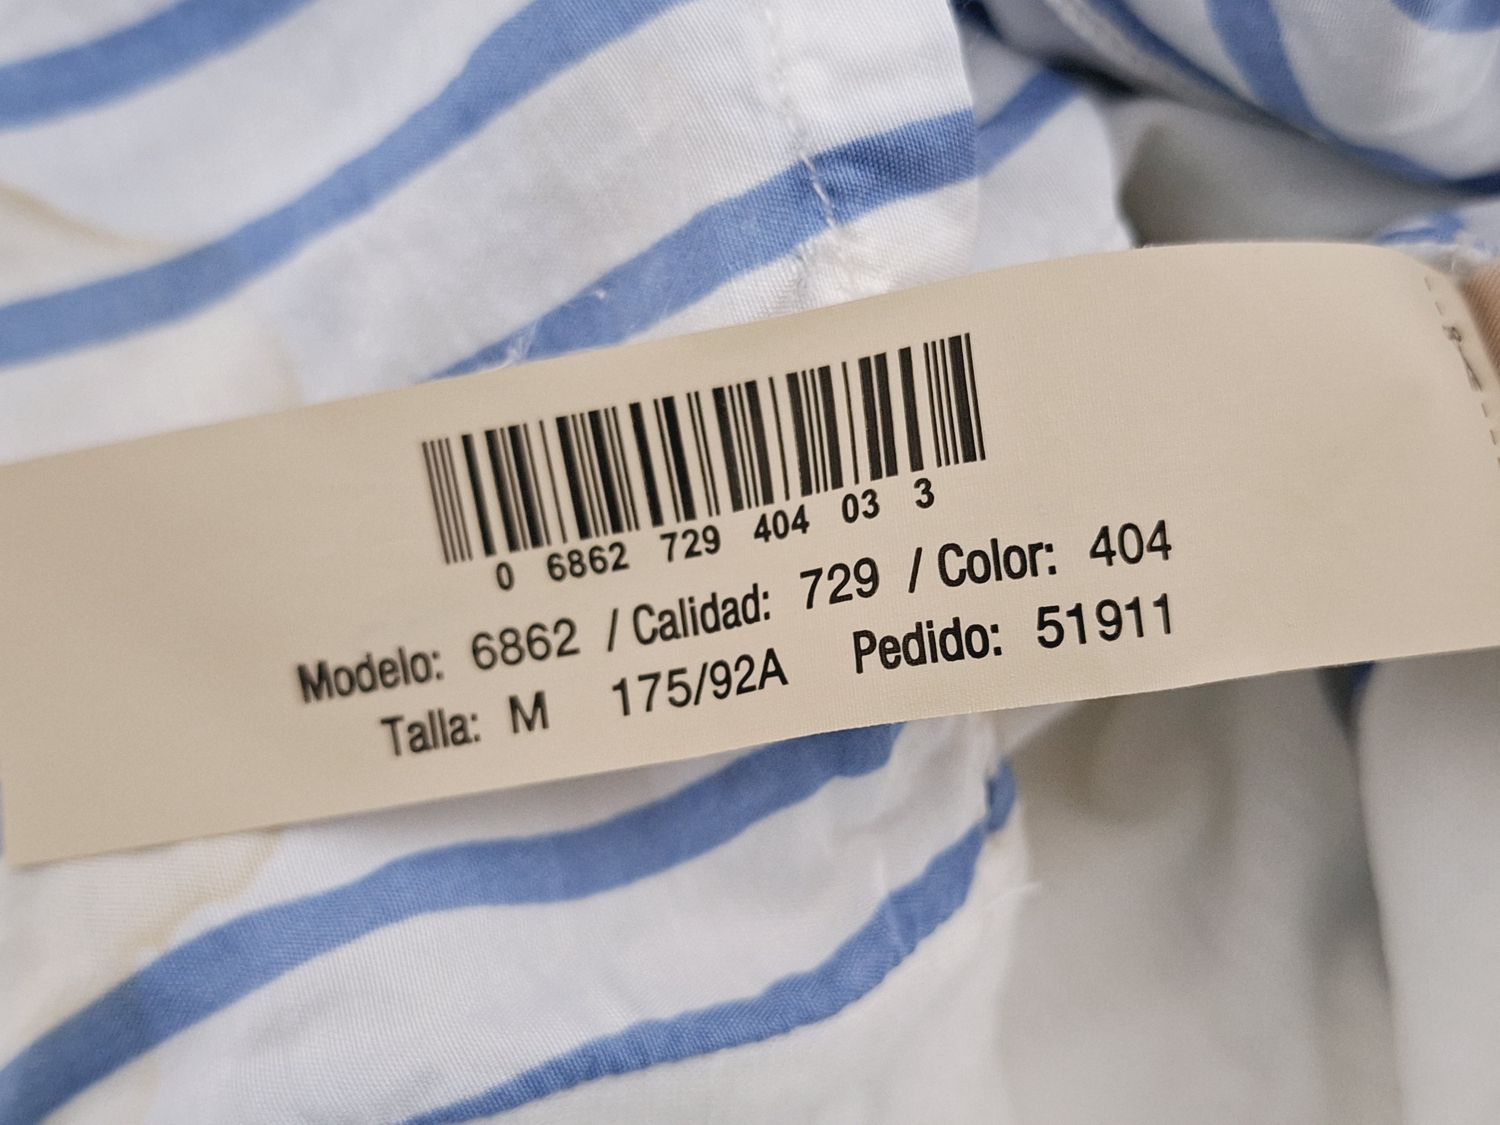 0 6862 729 404 03 3
Modelo: 6862 / Calidad: 729 / Color: 404
Talla: M 175/92A Pedido: 51911